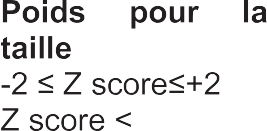 Poids pour la
taille
-2 ≤ Z score≤+2
Z score <